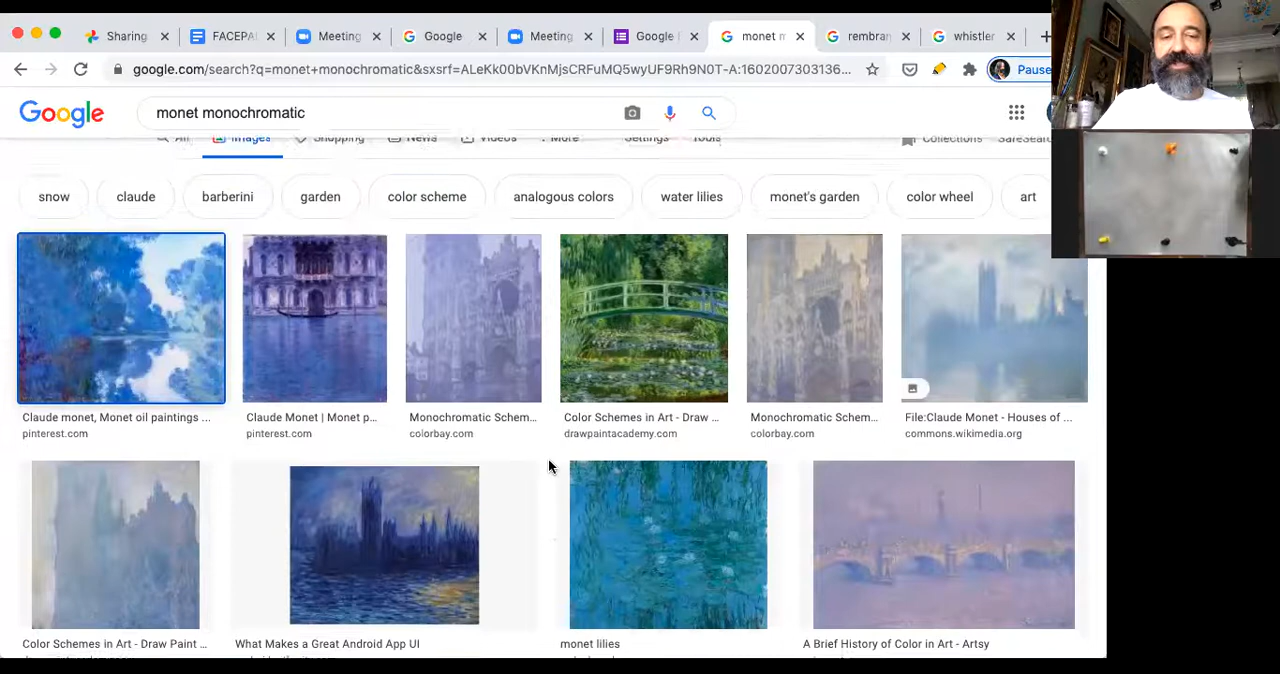 Sharing
FACEPA
Meeting
Google
Meeting
Google
monet m
rembran
whistler
google.com/search?q=monet+monochromatic&sxsrf=ALeKk00bVKnMjsCRFuMQ5wyUF9Rh9N0T-A:1602007303136...
Pause
Google
monet monochromatic
All
Images
Shopping
News
Videos
More
Settings
Tools
Collections
SafeSearc
snow
claude
barberini
garden
color scheme
analogous colors
water lilies
monet's garden
color wheel
art
Claude monet, Monet oil paintings ...
pinterest.com
Claude Monet | Monet p...
pinterest.com
Monochromatic Schem...
colorbay.com
Color Schemes in Art - Draw ...
drawpaintacademy.com
Monochromatic Schem...
colorbay.com
File:Claude Monet - Houses of ...
commons.wikimedia.org
Color Schemes in Art - Draw Paint ...
What Makes a Great Android App UI
monet lilies
A Brief History of Color in Art - Artsy